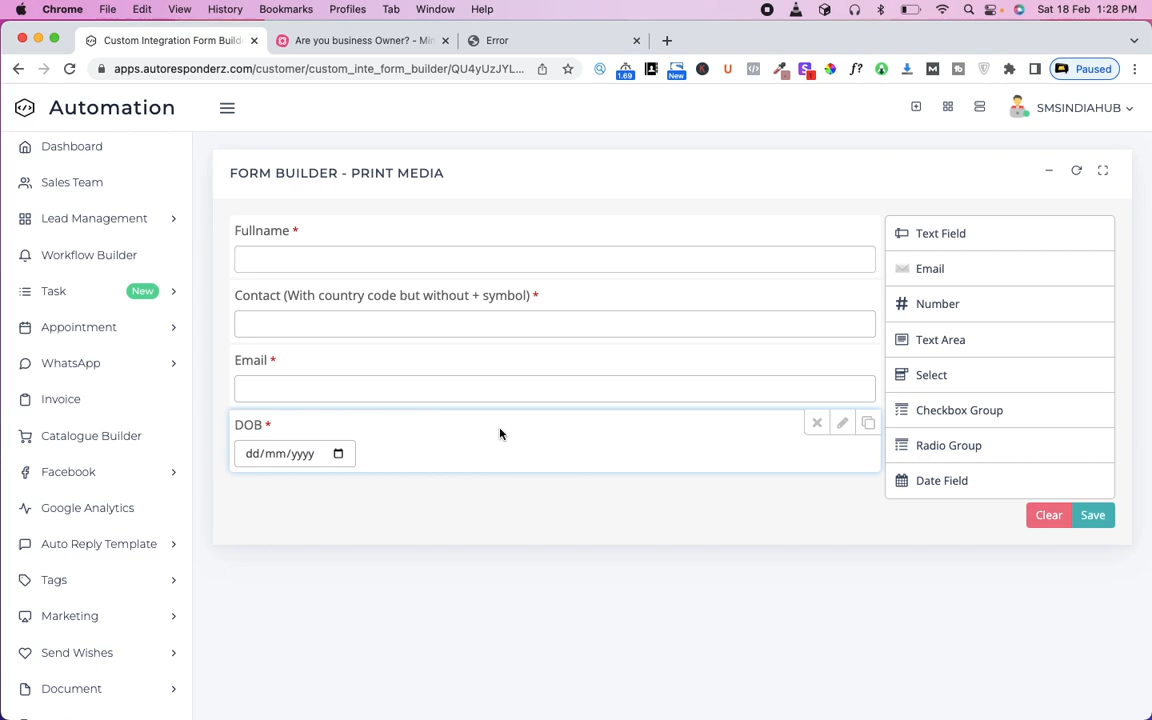 Chrome File Edit View History Bookmarks Profiles Tab Window Help Sat 18 Feb 1:28 PM
Custom Integration Form Build Are you business Owner? - Min Error
apps.autoresponderz.com/customer/custom_inte_form_builder/QU4yUzJYL... 1.69 New Paused
Automation SMSINDIAHUB
Dashboard
Sales Team
Lead Management
Workflow Builder
Task New
Appointment
WhatsApp
Invoice
Catalogue Builder
Facebook
Google Analytics
Auto Reply Template
Tags
Marketing
Send Wishes
Document
FORM BUILDER - PRINT MEDIA
Fullname *
Contact (With country code but without + symbol) *
Email *
DOB *
dd/mm/yyyy
Text Field
Email
Number
Text Area
Select
Checkbox Group
Radio Group
Date Field
Clear Save